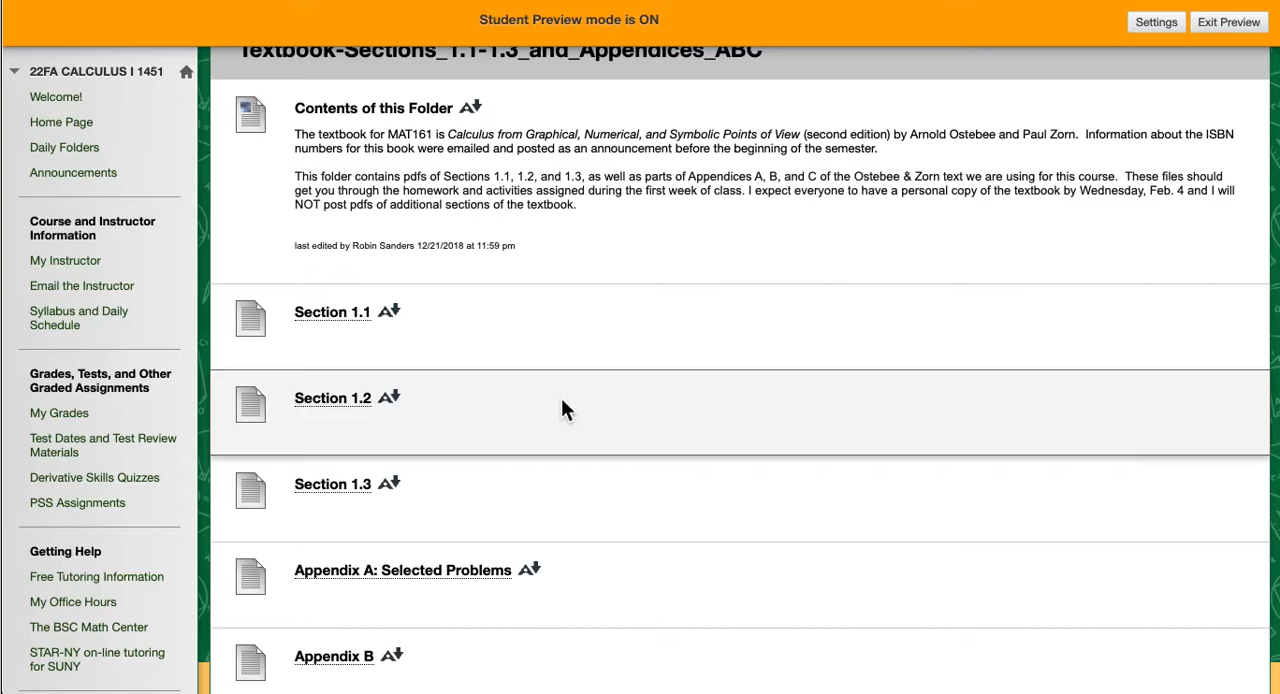 Student Preview mode is ON
Settings
Exit Preview
22FA CALCULUS I 1451
Welcome!
Home Page
Daily Folders
Announcements
Course and Instructor
Information
My Instructor
Email the Instructor
Syllabus and Daily
Schedule
Grades, Tests, and Other
Graded Assignments
My Grades
Test Dates and Test Review
Materials
Derivative Skills Quizzes
PSS Assignments
Getting Help
Free Tutoring Information
My Office Hours
The BSC Math Center
STAR-NY on-line tutoring
for SUNY
Textbook-Sections_1.1-1.3_and_Appendices_ABC
Contents of this Folder
The textbook for MAT161 is Calculus from Graphical, Numerical, and Symbolic Points of View (second edition) by Arnold Ostebee and Paul Zorn. Information about the ISBN
numbers for this book were emailed and posted as an announcement before the beginning of the semester.
This folder contains pdfs of Sections 1.1, 1.2, and 1.3, as well as parts of Appendices A, B, and C of the Ostebee & Zorn text we are using for this course. These files should
get you through the homework and activities assigned during the first week of class. I expect everyone to have a personal copy of the textbook by Wednesday, Feb. 4 and I will
NOT post pdfs of additional sections of the textbook.
last edited by Robin Sanders 12/21/2018 at 11:59 pm
Section 1.1
Section 1.2
Section 1.3
Appendix A: Selected Problems
Appendix B